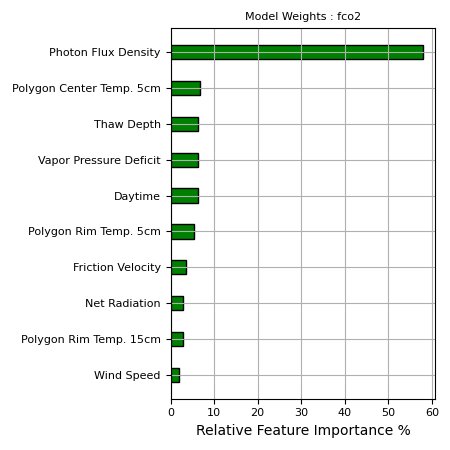 Model Weights : fco2
Photon Flux Density
Polygon Center Temp. 5cm
Thaw Depth
Vapor Pressure Deficit
Daytime
Polygon Rim Temp. 5cm
Friction Velocity
Net Radiation
Polygon Rim Temp. 15cm
Wind Speed
0 10 20 30 40 50 60
Relative Feature Importance %